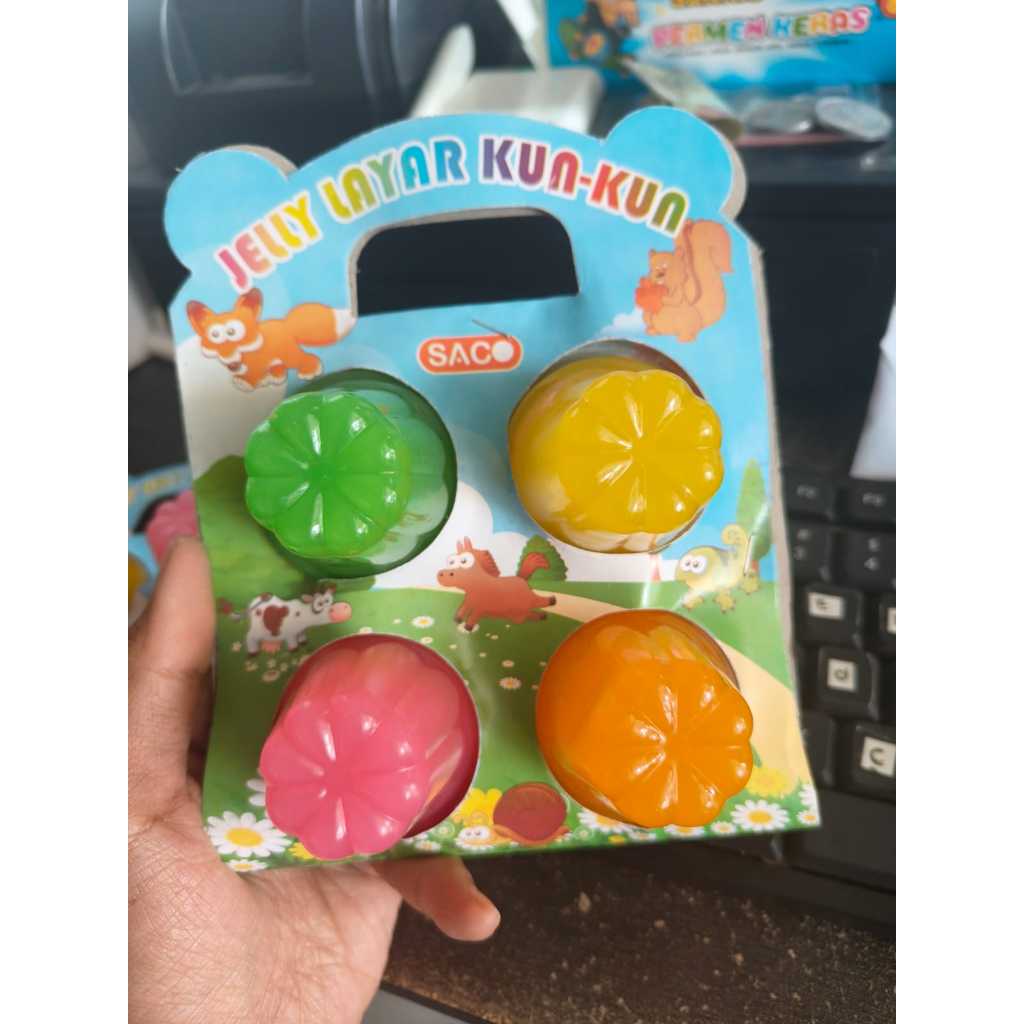 PERMEN KERAS
JELLY LAYAR KUN-KUN
SACO
t
d
C